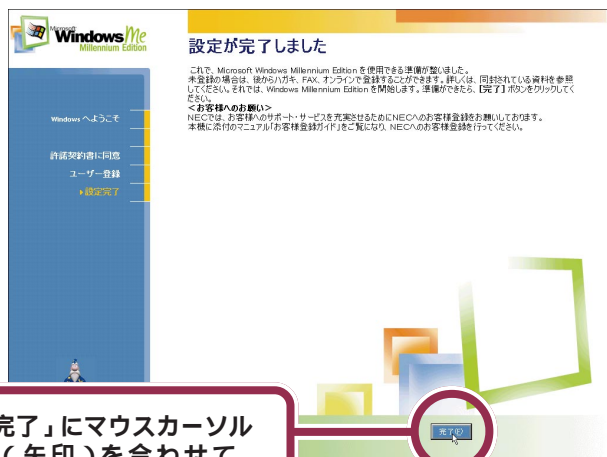 Microsoft
Windows Me
Millennium Edition
設定が完了しました
これで、Microsoft Windows Millennium Edition を使用できる準備が整いました。
未登録の場合は、後からハガキ、FAX、オンラインで登録することができます。詳しくは、同封されている資料を参照
してください。それでは、Windows Millennium Edition を開始します。準備ができたら、[完了] ボタンをクリックしてく
ださい。
<お客様へのお願い>
NECでは、お客様へのサポート・サービスを充実させるためにNECへのお客様登録をお願いしております。
本機に添付のマニュアル「お客様登録ガイド」をご覧になり、NECへのお客様登録を行ってください。
Windows へようこそ
許諾契約書に同意
ユーザー登録
▶設定完了
完了(F)
完了」にマウスカーソル
(矢印)を合わせて